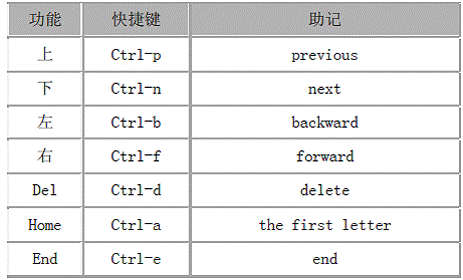 功能 快捷键 助记
上 Ctrl-p previous
下 Ctrl-n next
左 Ctrl-b backward
右 Ctrl-f forward
Del Ctrl-d delete
Home Ctrl-a the first letter
End Ctrl-e end